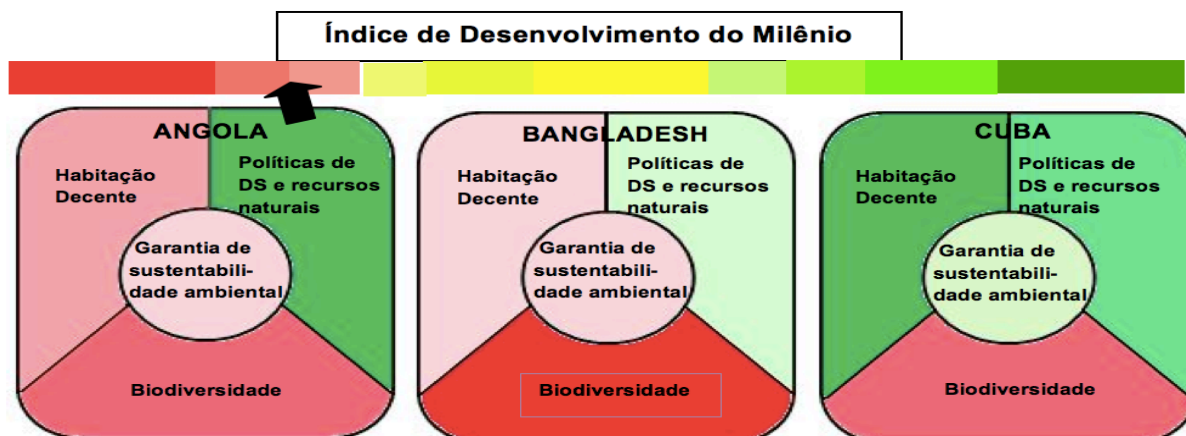 Índice de Desenvolvimento do Milênio
ANGOLA
Habitação
Decente
Políticas de
DS e recursos
naturais
Garantia de
sustentabili-
dade ambiental
Biodiversidade
BANGLADESH
Habitação
Decente
Políticas de
DS e recursos
naturais
Garantia de
sustentabili-
dade ambiental
Biodiversidade
CUBA
Habitação
Decente
Políticas de
DS e recursos
naturais
Garantia de
sustentabili-
dade ambiental
Biodiversidade